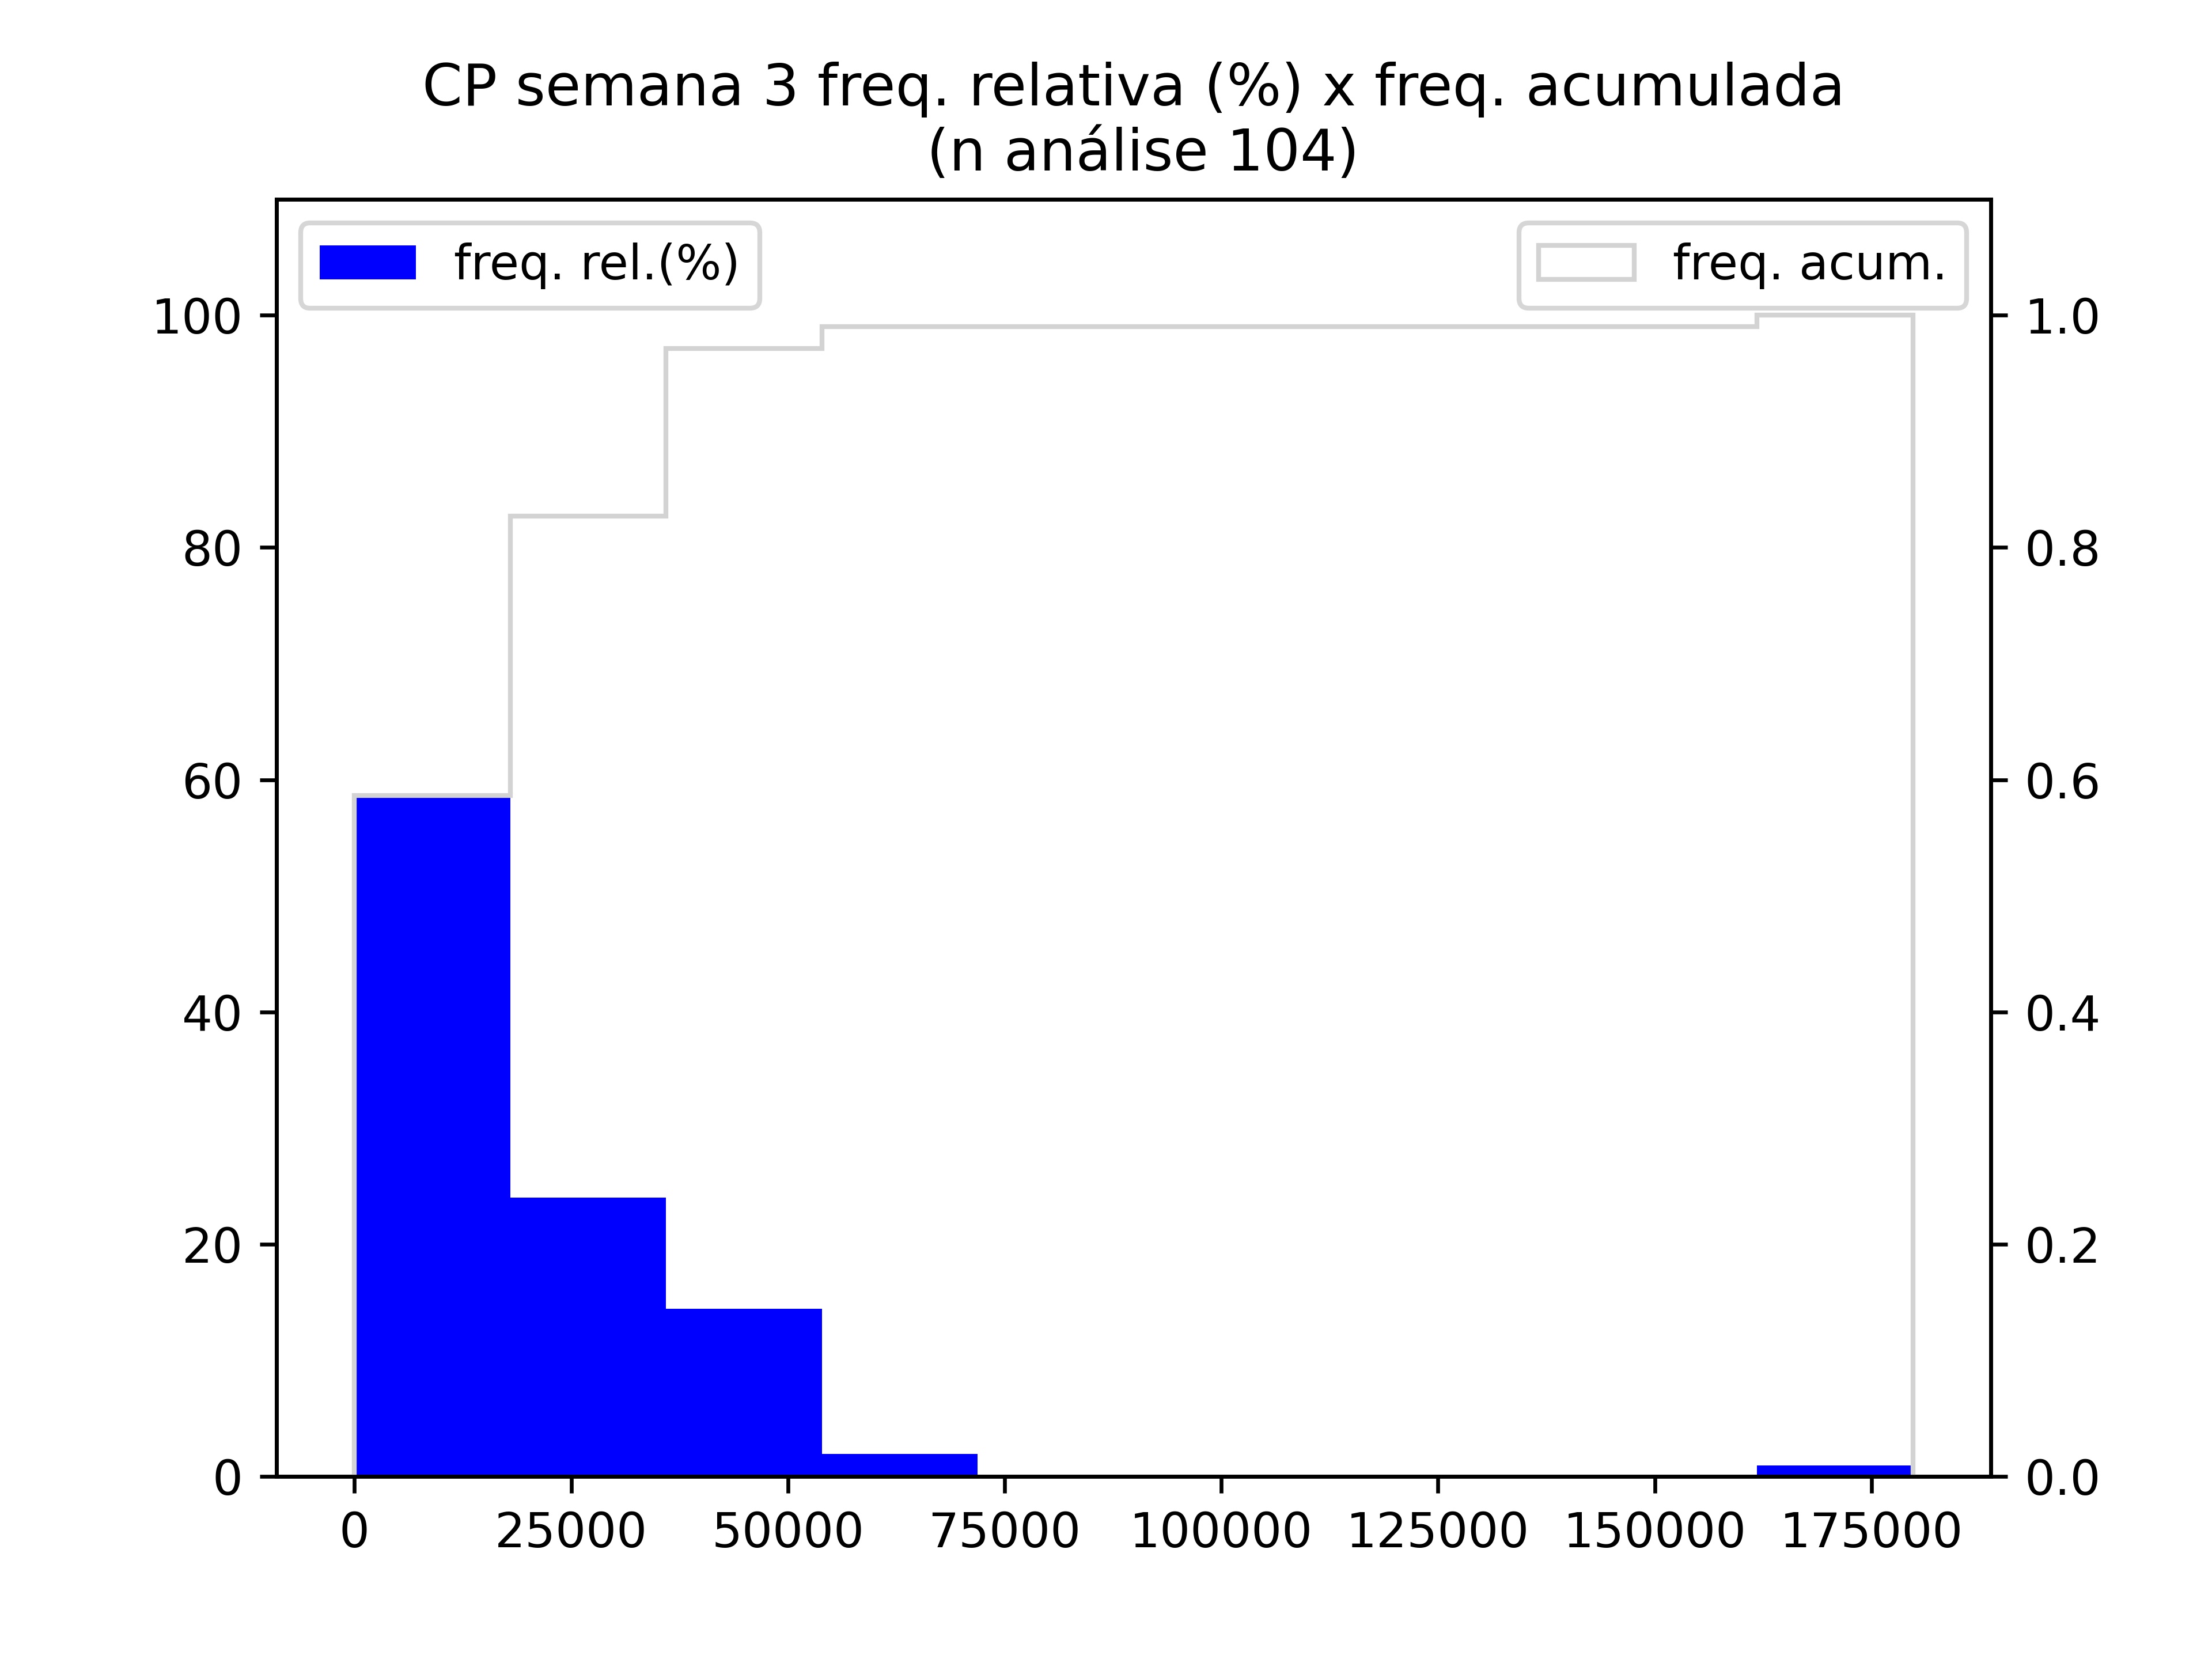 CP semana 3 freq. relativa (%) x freq. acumulada
(n análise 104)
freq. rel.(%)
freq. acum.
100
80
60
40
20
0
1.0
0.8
0.6
0.4
0.2
0.0
0 25000 50000 75000 100000 125000 150000 175000